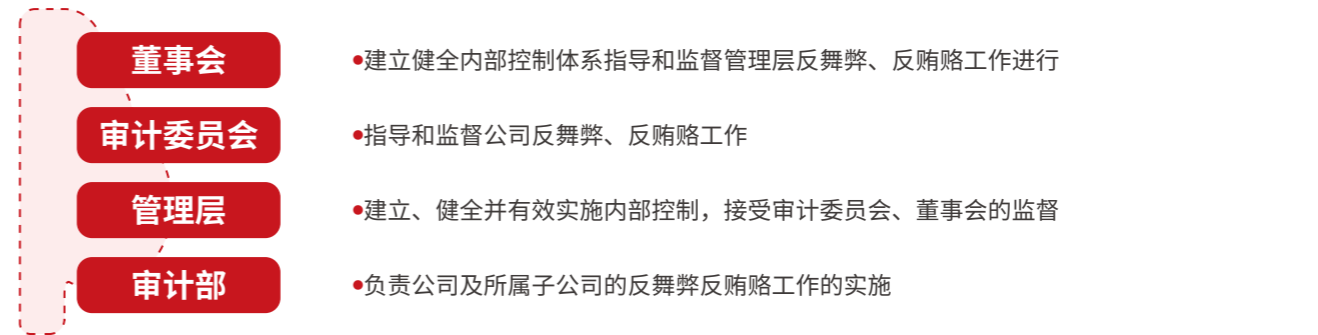 董事会
•建立健全内部控制体系指导和监督管理层反舞弊、反贿赂工作进行
审计委员会
•指导和监督公司反舞弊、反贿赂工作
管理层
•建立、健全并有效实施内部控制，接受审计委员会、董事会的监督
审计部
•负责公司及所属子公司的反舞弊反贿赂工作的实施